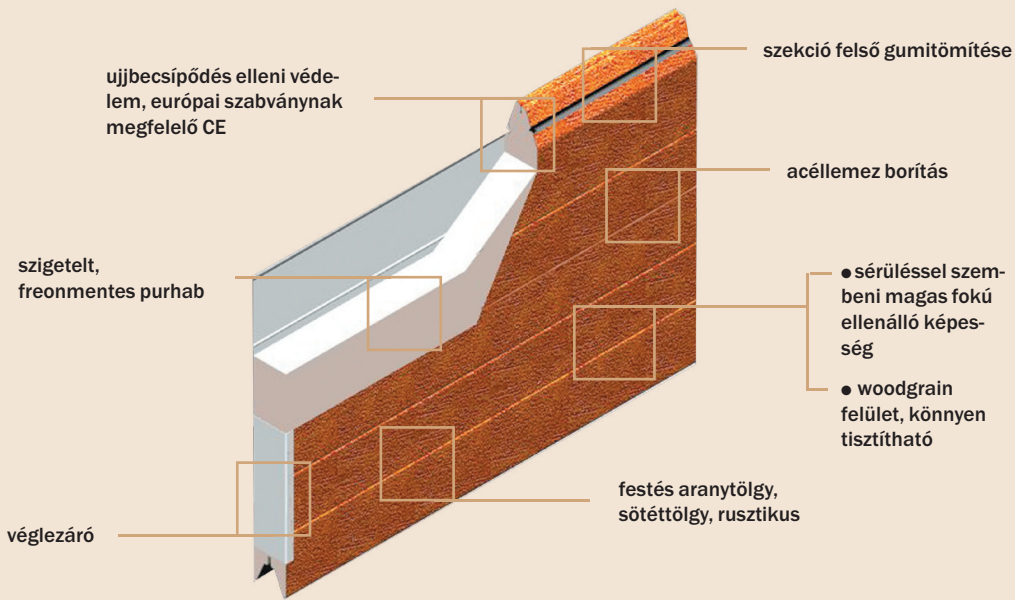 szekció felső gumitömítése
ujjbecsípődés elleni véde-
lem, európai szabványnak
megfelelő CE
acéllemez borítás
szigetelt,
freonmentes purhab
● sérüléssel szem-
beni magas fokú
ellenálló képes-
ség
● woodgrain
felület, könnyen
tisztítható
festés aranytölgy,
sötéttölgy, rusztikus
véglezáró